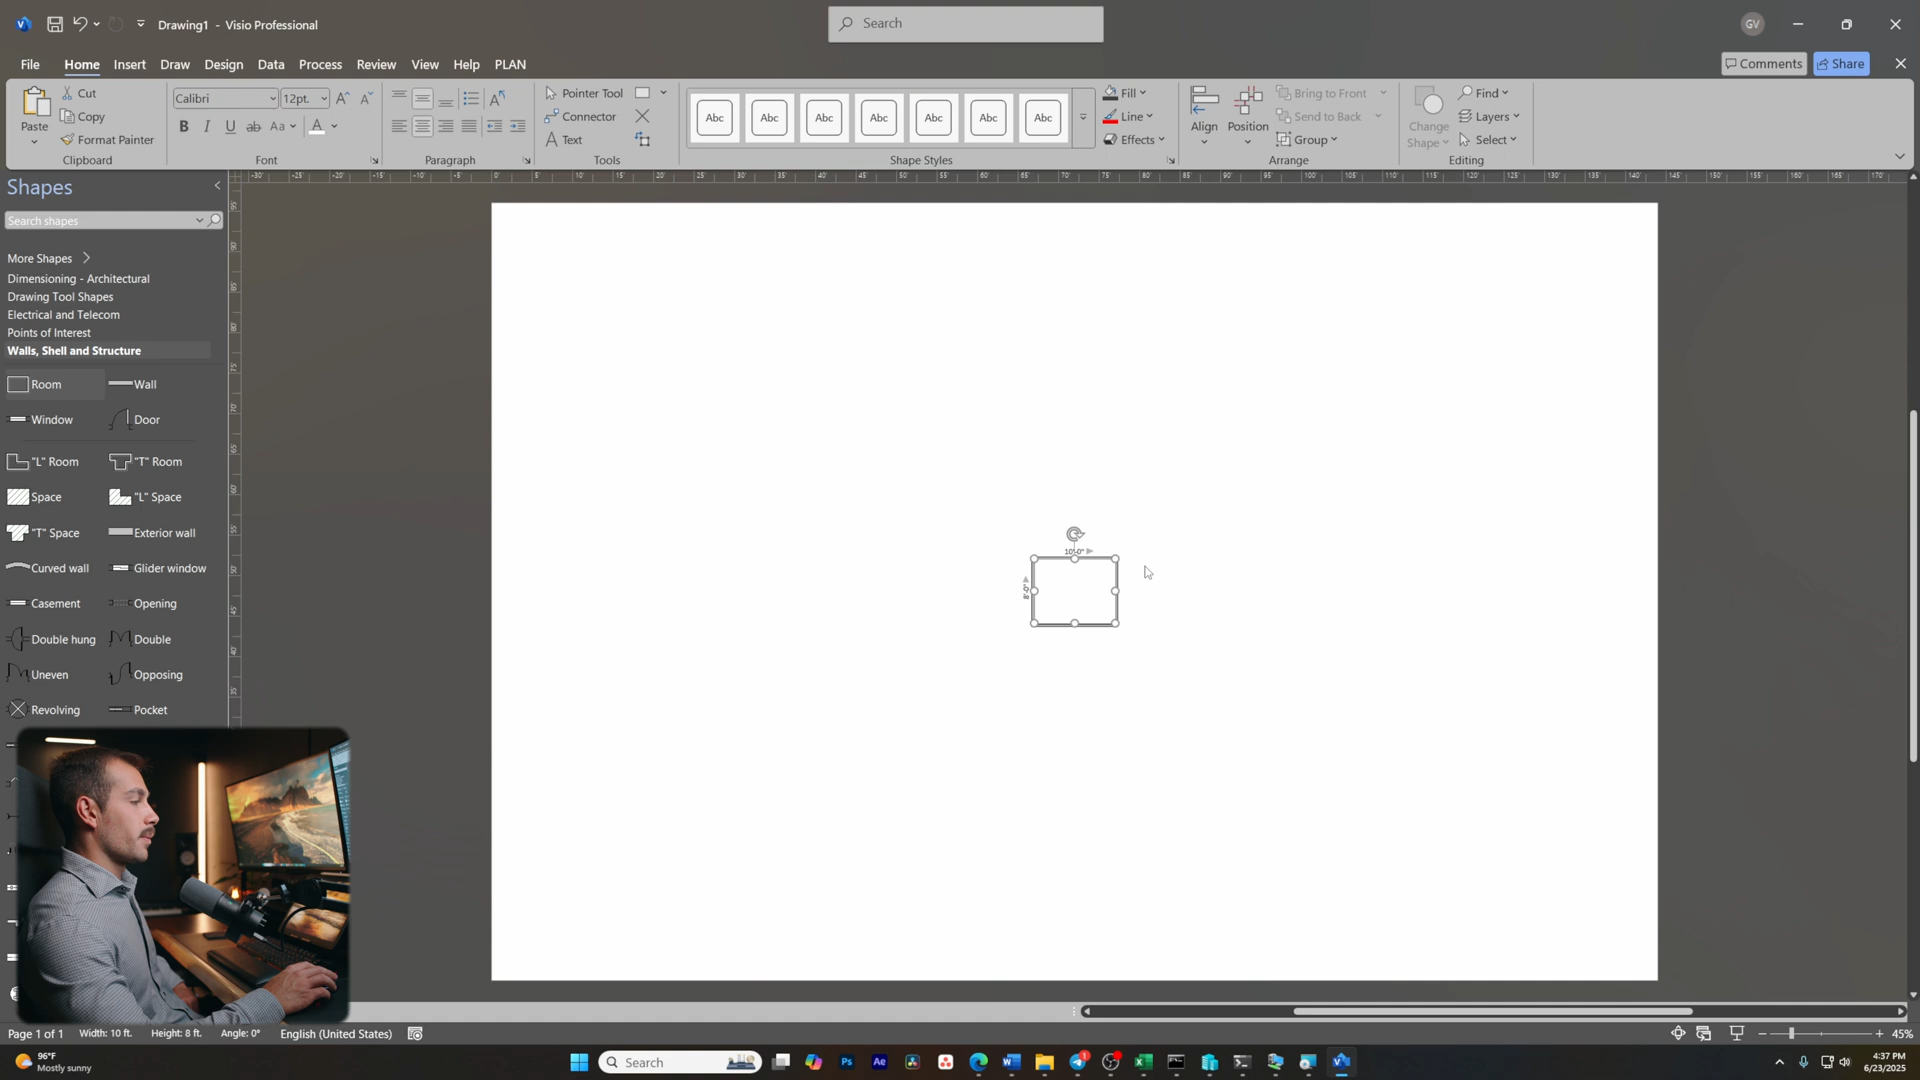 Drawing1 - Visio Professional
Search
GV
File Home Insert Draw Design Data Process Review View Help PLAN
Comments Share
Paste
Cut
Copy
Format Painter
Clipboard
Calibri 12pt.
Font
Paragraph
Pointer Tool
Connector
Text
Tools
Abc Abc Abc Abc Abc Abc Abc
Shape Styles
Fill
Line
Effects
Align
Position
Bring to Front
Send to Back
Group
Arrange
Change Shape
Find
Layers
Select
Editing
Shapes
Search shapes
More Shapes
Dimensioning - Architectural
Drawing Tool Shapes
Electrical and Telecom
Points of Interest
Walls, Shell and Structure
Room Wall
Window Door
"L" Room "T" Room
Space "L" Space
"T" Space Exterior wall
Curved wall Glider window
Casement Opening
Double hung Double
Uneven Opposing
Revolving Pocket
10'-0"
8'-0"
Page 1 of 1 Width: 10 ft. Height: 8 ft. Angle: 0° English (United States)
45%
96°F
Mostly sunny
Search
4:37 PM
6/23/2025